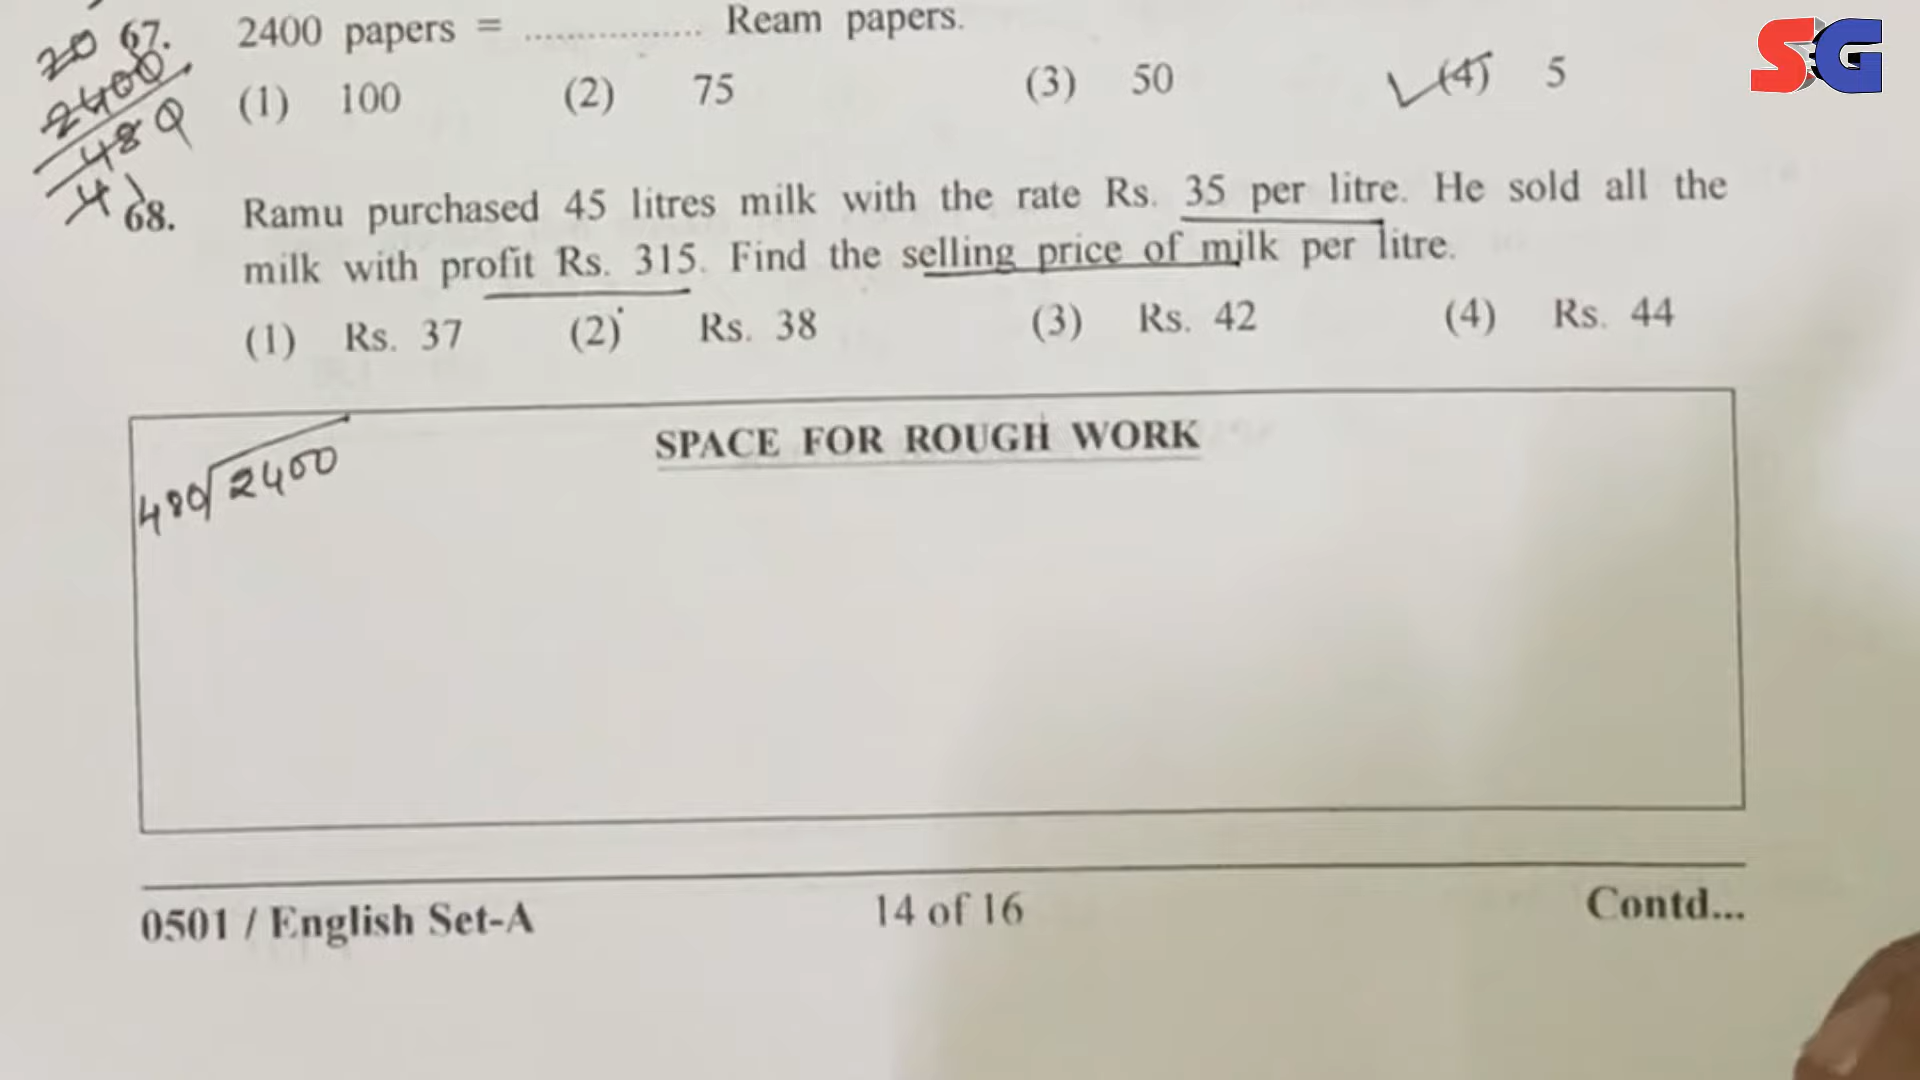 SG
67. 2400 papers = ................ Ream papers.
20
2400
480
4
(1) 100 (2) 75 (3) 50 (4) 5
68. Ramu purchased 45 litres milk with the rate Rs. 35 per litre. He sold all the
milk with profit Rs. 315. Find the selling price of milk per litre.
(1) Rs. 37 (2) Rs. 38 (3) Rs. 42 (4) Rs. 44
SPACE FOR ROUGH WORK
480 2400
0501 / English Set-A 14 of 16 Contd...